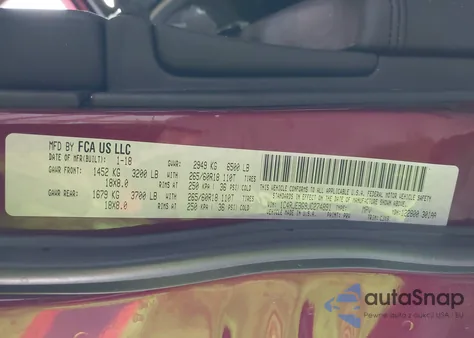 MFD BY FCA US LLC
DATE OF MFR(BUILT): 1-18 GVWR: 2949 KG 6500 LB
GAWR FRONT: 1452 KG 3200 LB WITH 265/60R18 110T
18X8.0 RIMS AT 250 KPA/ 36 PSI COLD
GAWR REAR: 1679 KG 3700 LB WITH 265/60R18 110T
18X8.0 RIMS AT 250 KPA/ 36 PSI COLD
THIS VEHICLE CONFORMS TO ALL APPLICABLE U.S.A. FEDERAL MOTOR VEHICLE SAFETY
STANDARDS IN EFFECT ON THE DATE OF MANUFACTURE SHOWN ABOVE.
VIN: TYPE: MPV
MADE IN U.S.A.
autoSnap